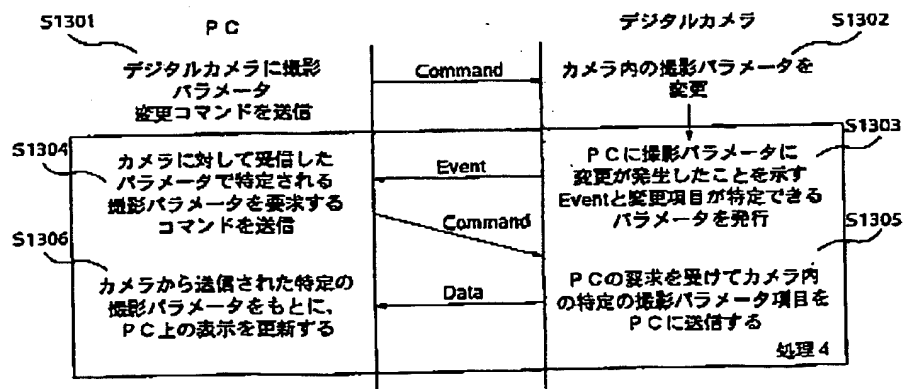 S1301
PC
デジタルカメラ
S1302
デジタルカメラに撮影
パラメータ
変更コマンドを送信
Command
カメラ内の撮影パラメータを
変更
S1303
S1304
カメラに対して受信した
パラメータで特定される
撮影パラメータを要求する
コマンドを送信
Event
PCに撮影パラメータに
変更が発生したことを示す
Eventと変更項目が特定できる
パラメータを発行
Command
S1305
S1306
カメラから送信された特定の
撮影パラメータをもとに、
PC上の表示を更新する
Data
PCの要求を受けてカメラ内
の特定の撮影パラメータ項目を
PCに送信する
処理4